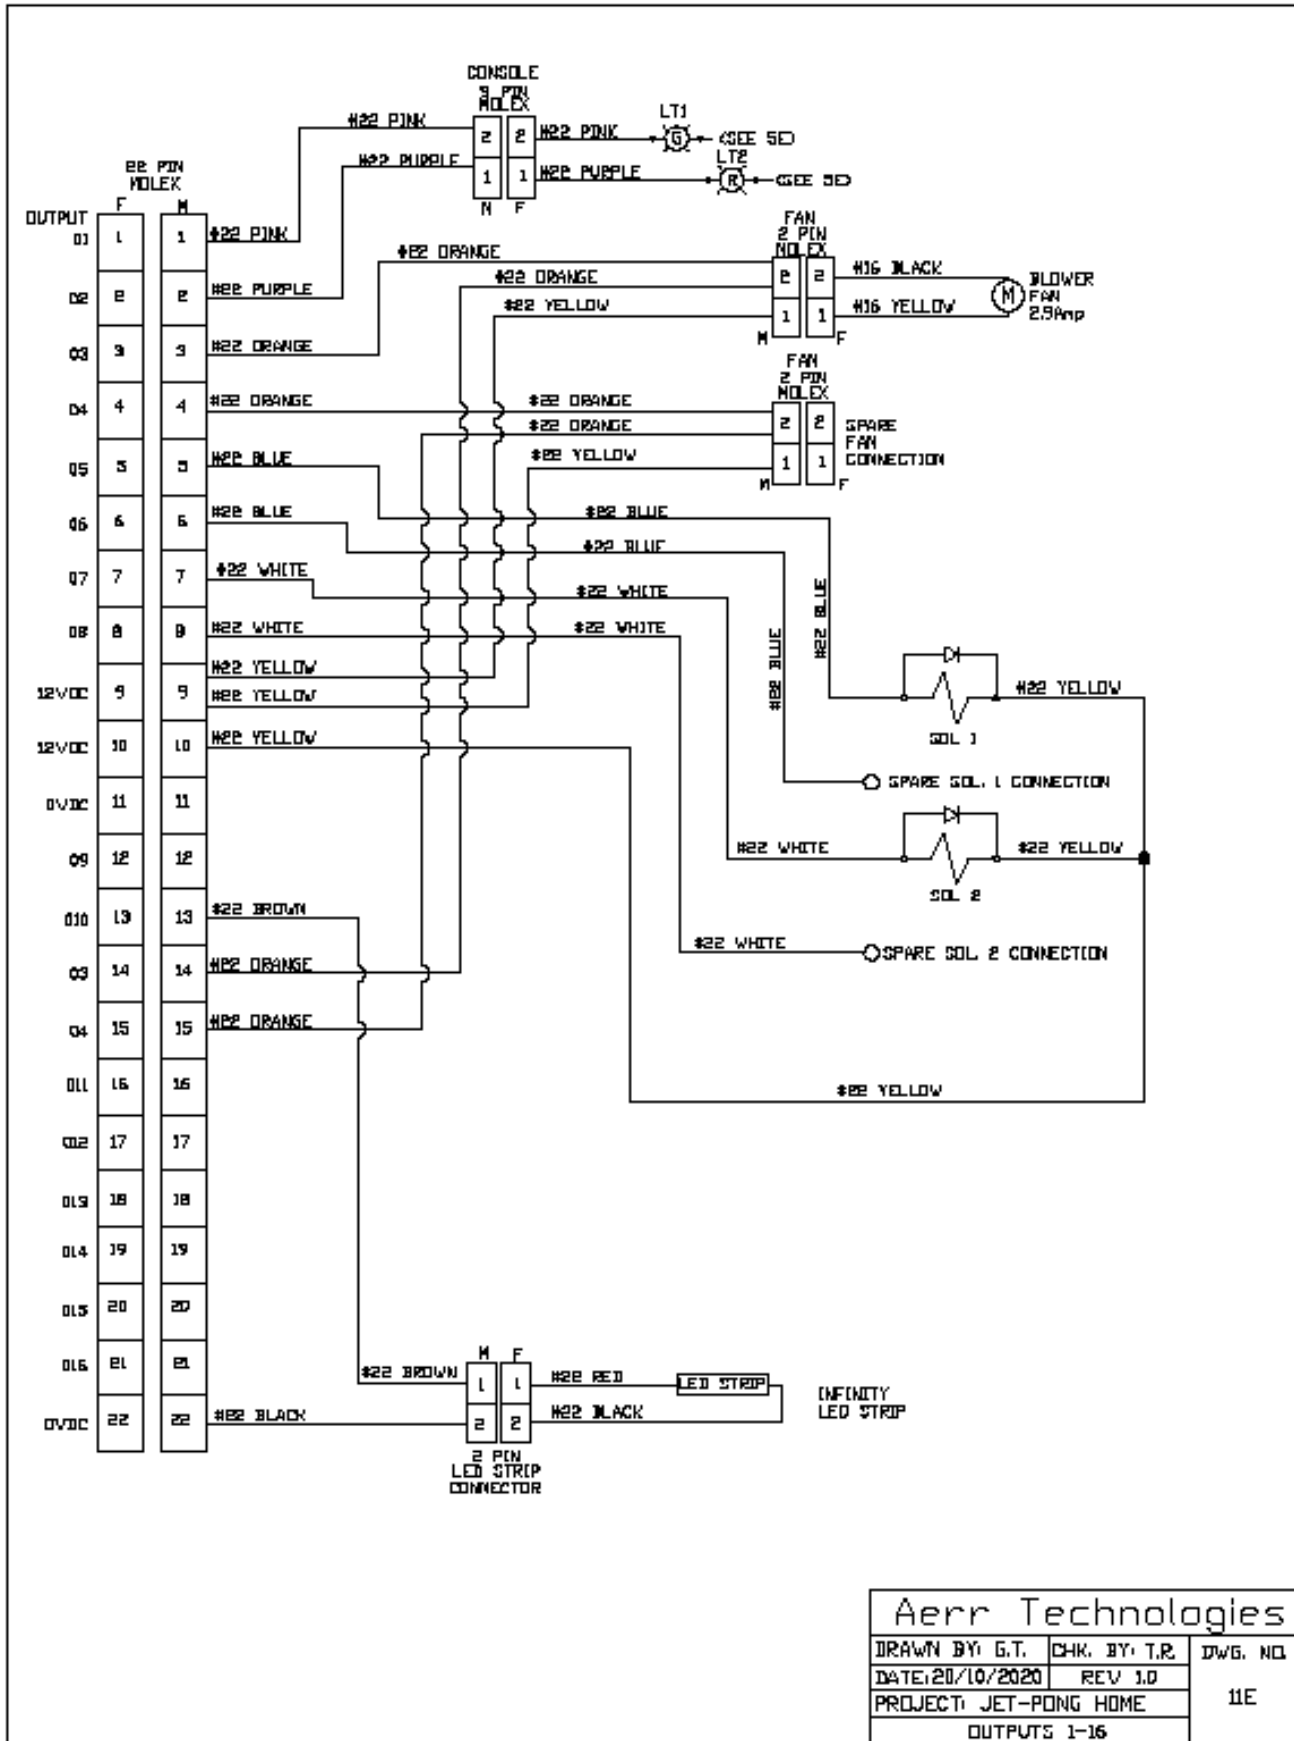 CONSOLE
3 PIN
MOLEX
#22 PINK
2 2
#22 PINK
LT1
G
(SEE 5E)
#22 PURPLE
1 1
#22 PURPLE
LT2
R
(SEE 5E)
M F
22 PIN
MOLEX
F M
OUTPUT
O1 1 1 #22 PINK
O2 2 2 #22 PURPLE
O3 3 3 #22 ORANGE
O4 4 4 #22 ORANGE
O5 5 5 #22 BLUE
O6 6 6 #22 BLUE
O7 7 7 #22 WHITE
O8 8 8 #22 WHITE
#22 YELLOW
12VDC 9 9 #22 YELLOW
12VDC 10 10 #22 YELLOW
0VDC 11 11
O9 12 12
O10 13 13 #22 BROWN
O3 14 14 #22 ORANGE
O4 15 15 #22 ORANGE
O11 16 16
O12 17 17
O13 18 18
O14 19 19
O15 20 20
O16 21 21
0VDC 22 22 #22 BLACK
FAN
2 PIN
MOLEX
#22 ORANGE
#22 ORANGE
2 2
#16 BLACK
#22 YELLOW
1 1
#16 YELLOW
M
BLOWER
FAN
2.9Amp
M F
FAN
2 PIN
MOLEX
#22 ORANGE
#22 ORANGE
2 2
#22 YELLOW
1 1
SPARE
FAN
CONNECTION
M F
#22 BLUE
#22 BLUE
#22 WHITE
#22 WHITE
#22 BLUE
#22 BLUE
#22 YELLOW
SOL 1
SPARE SOL. 1 CONNECTION
#22 WHITE
#22 YELLOW
SOL 2
#22 WHITE
SPARE SOL. 2 CONNECTION
#22 YELLOW
M F
#22 BROWN
1 1
#22 RED
LED STRIP
2 2
#22 BLACK
INFINITY
LED STRIP
2 PIN
LED STRIP
CONNECTOR
Aerr Technologies
DRAWN BY: G.T. CHK. BY: T.R. DWG. NO.
DATE:20/10/2020 REV 1.0
11E
PROJECT: JET-PONG HOME
OUTPUTS 1-16